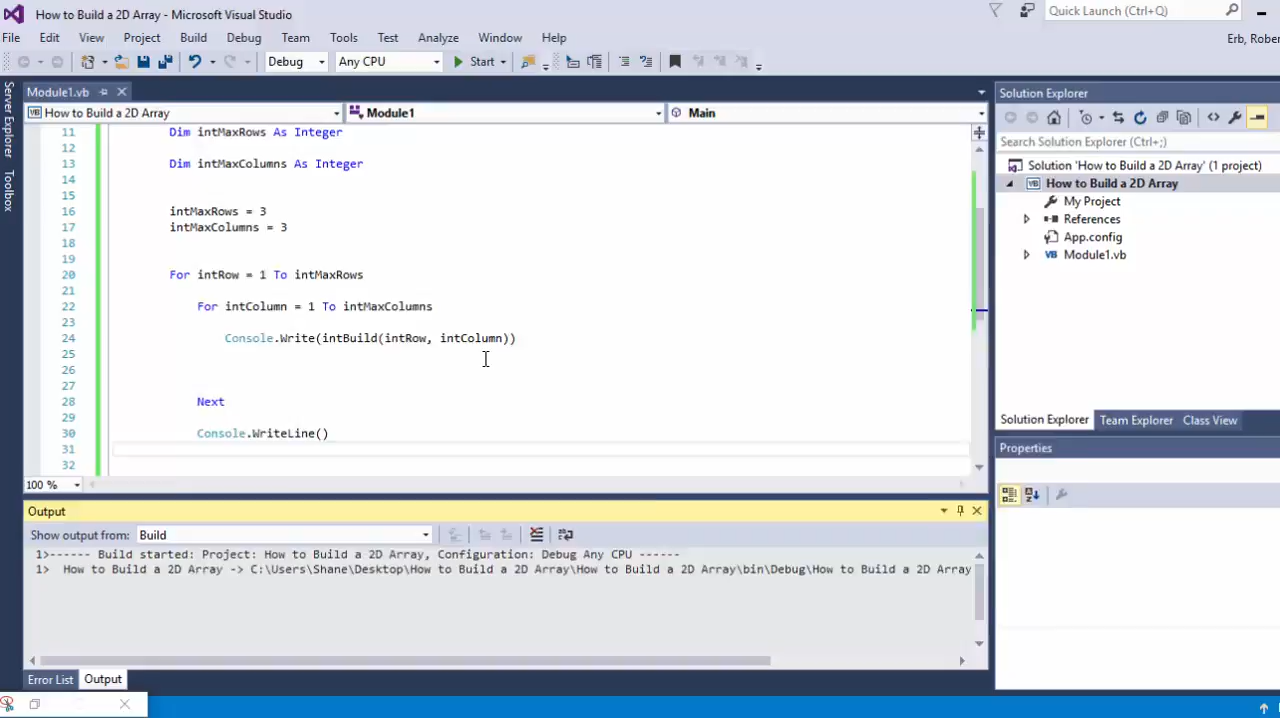 How to Build a 2D Array - Microsoft Visual Studio
Quick Launch (Ctrl+Q)
File Edit View Project Build Debug Team Tools Test Analyze Window Help
Erb, Rober
Debug Any CPU Start
Server Explorer
Toolbox
Module1.vb
How to Build a 2D Array Module1 Main
11 Dim intMaxRows As Integer
12
13 Dim intMaxColumns As Integer
14
15
16 intMaxRows = 3
17 intMaxColumns = 3
18
19
20 For intRow = 1 To intMaxRows
21
22 For intColumn = 1 To intMaxColumns
23
24 Console.Write(intBuild(intRow, intColumn))
25
26
27
28 Next
29
30 Console.WriteLine()
31
32
100 %
Solution Explorer
Search Solution Explorer (Ctrl+;)
Solution 'How to Build a 2D Array' (1 project)
VB How to Build a 2D Array
My Project
References
App.config
VB Module1.vb
Solution Explorer Team Explorer Class View
Properties
Output
Show output from: Build
1>------ Build started: Project: How to Build a 2D Array, Configuration: Debug Any CPU ------
1> How to Build a 2D Array -> C:\Users\Shane\Desktop\How to Build a 2D Array\How to Build a 2D Array\bin\Debug\How to Build a 2D Array
Error List Output